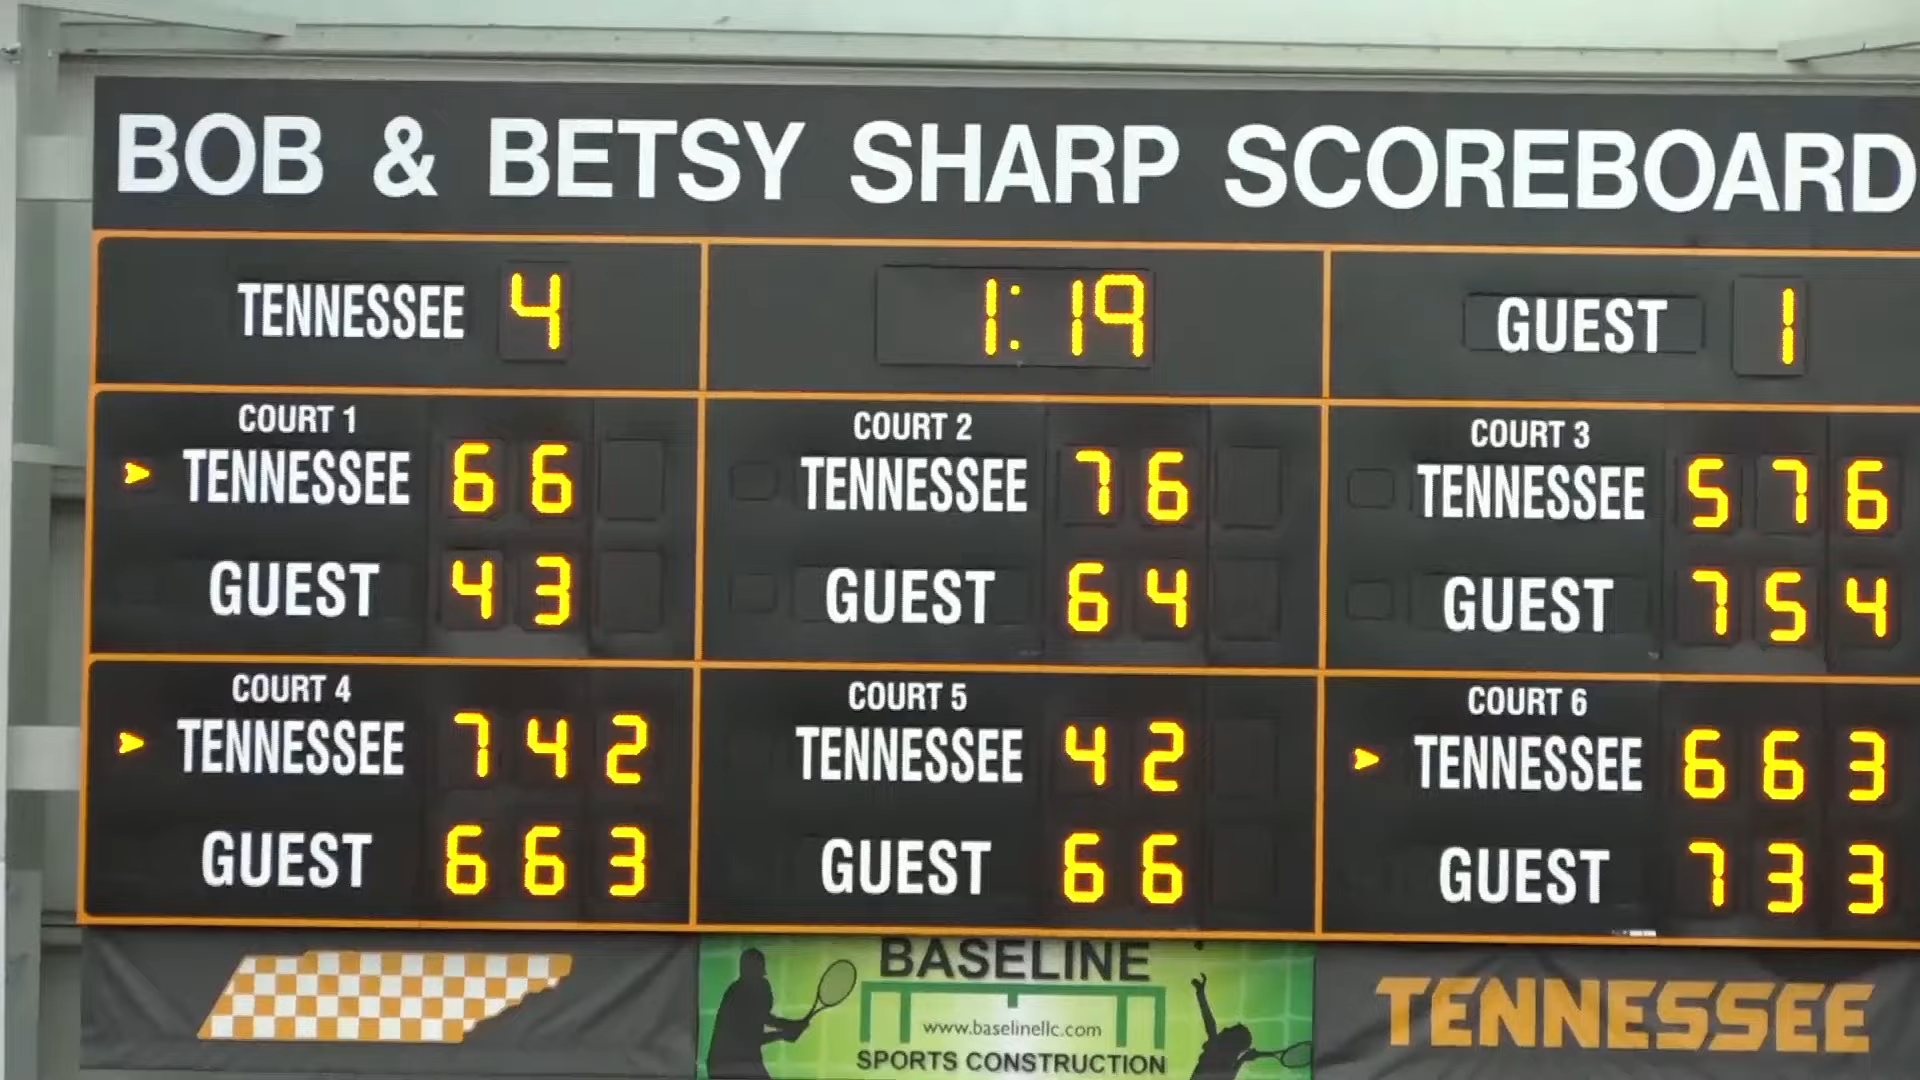 BOB & BETSY SHARP SCOREBOARD
TENNESSEE 4
1:19
GUEST 1
COURT 1
TENNESSEE 6 6
GUEST 4 3
COURT 2
TENNESSEE 7 6
GUEST 6 4
COURT 3
TENNESSEE 5 7 6
GUEST 7 5 4
COURT 4
TENNESSEE 7 4 2
GUEST 6 6 3
COURT 5
TENNESSEE 4 2
GUEST 6 6
COURT 6
TENNESSEE 6 6 3
GUEST 7 3 3
BASELINE
www.baselinellc.com
SPORTS CONSTRUCTION
TENNESSEE